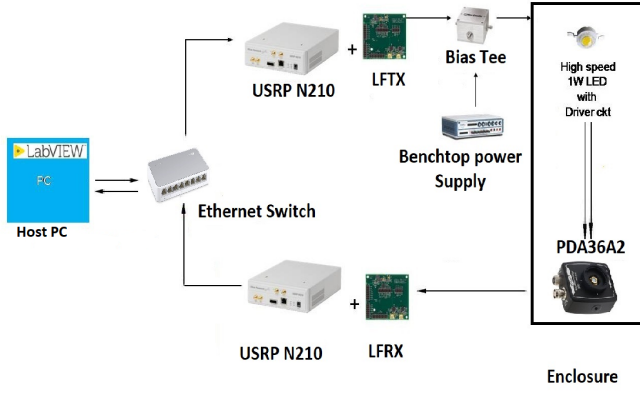 USRP N210
+
LFTX
Bias Tee
High speed
1W LED
with
Driver ckt
Benchtop power
Supply
LabVIEW
PC
Host PC
Ethernet Switch
PDA36A2
USRP N210
+
LFRX
Enclosure